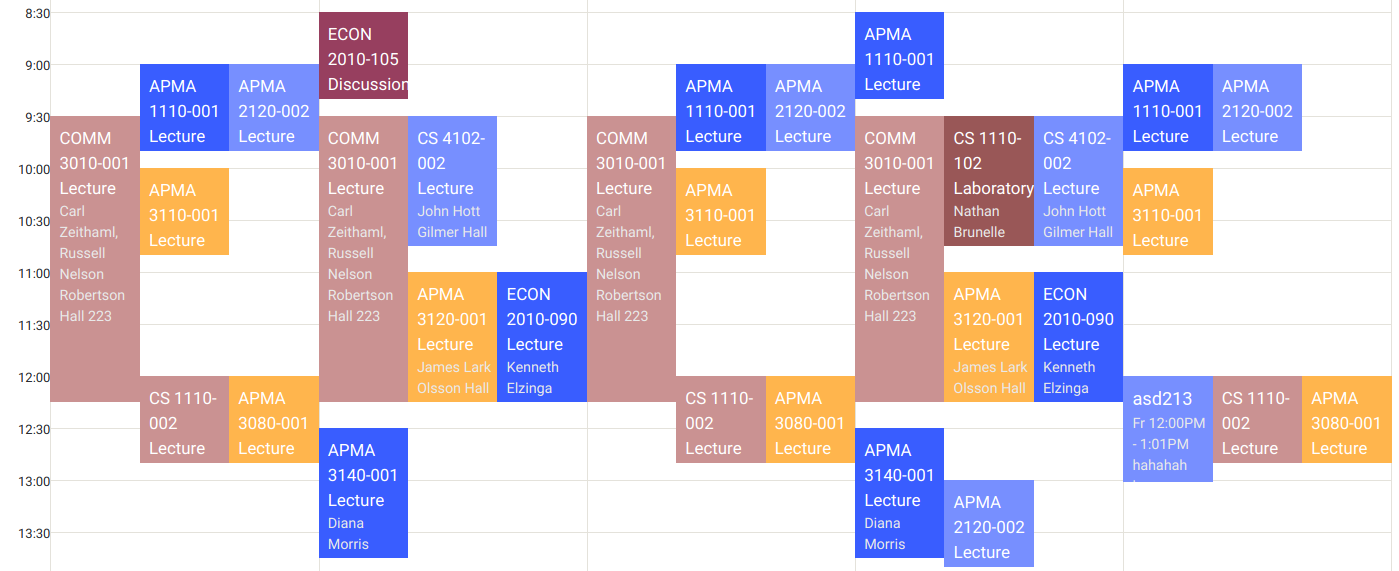 8:30
9:00
9:30
10:00
10:30
11:00
11:30
12:00
12:30
13:00
13:30
COMM
3010-001
Lecture
Carl
Zeithaml,
Russell
Nelson
Robertson
Hall 223
APMA
1110-001
Lecture
APMA
2120-002
Lecture
APMA
3110-001
Lecture
CS 1110-
002
Lecture
APMA
3080-001
Lecture
ECON
2010-105
Discussion
COMM
3010-001
Lecture
Carl
Zeithaml,
Russell
Nelson
Robertson
Hall 223
CS 4102-
002
Lecture
John Hott
Gilmer Hall
APMA
3120-001
Lecture
James Lark
Olsson Hall
ECON
2010-090
Lecture
Kenneth
Elzinga
APMA
3140-001
Lecture
Diana
Morris
COMM
3010-001
Lecture
Carl
Zeithaml,
Russell
Nelson
Robertson
Hall 223
APMA
1110-001
Lecture
APMA
2120-002
Lecture
APMA
3110-001
Lecture
CS 1110-
002
Lecture
APMA
3080-001
Lecture
APMA
1110-001
Lecture
COMM
3010-001
Lecture
Carl
Zeithaml,
Russell
Nelson
Robertson
Hall 223
CS 1110-
102
Laboratory
Nathan
Brunelle
CS 4102-
002
Lecture
John Hott
Gilmer Hall
APMA
3120-001
Lecture
James Lark
Olsson Hall
ECON
2010-090
Lecture
Kenneth
Elzinga
APMA
3140-001
Lecture
Diana
Morris
APMA
2120-002
Lecture
APMA
1110-001
Lecture
APMA
2120-002
Lecture
APMA
3110-001
Lecture
asd213
Fr 12:00PM
- 1:01PM
hahahah
CS 1110-
002
Lecture
APMA
3080-001
Lecture